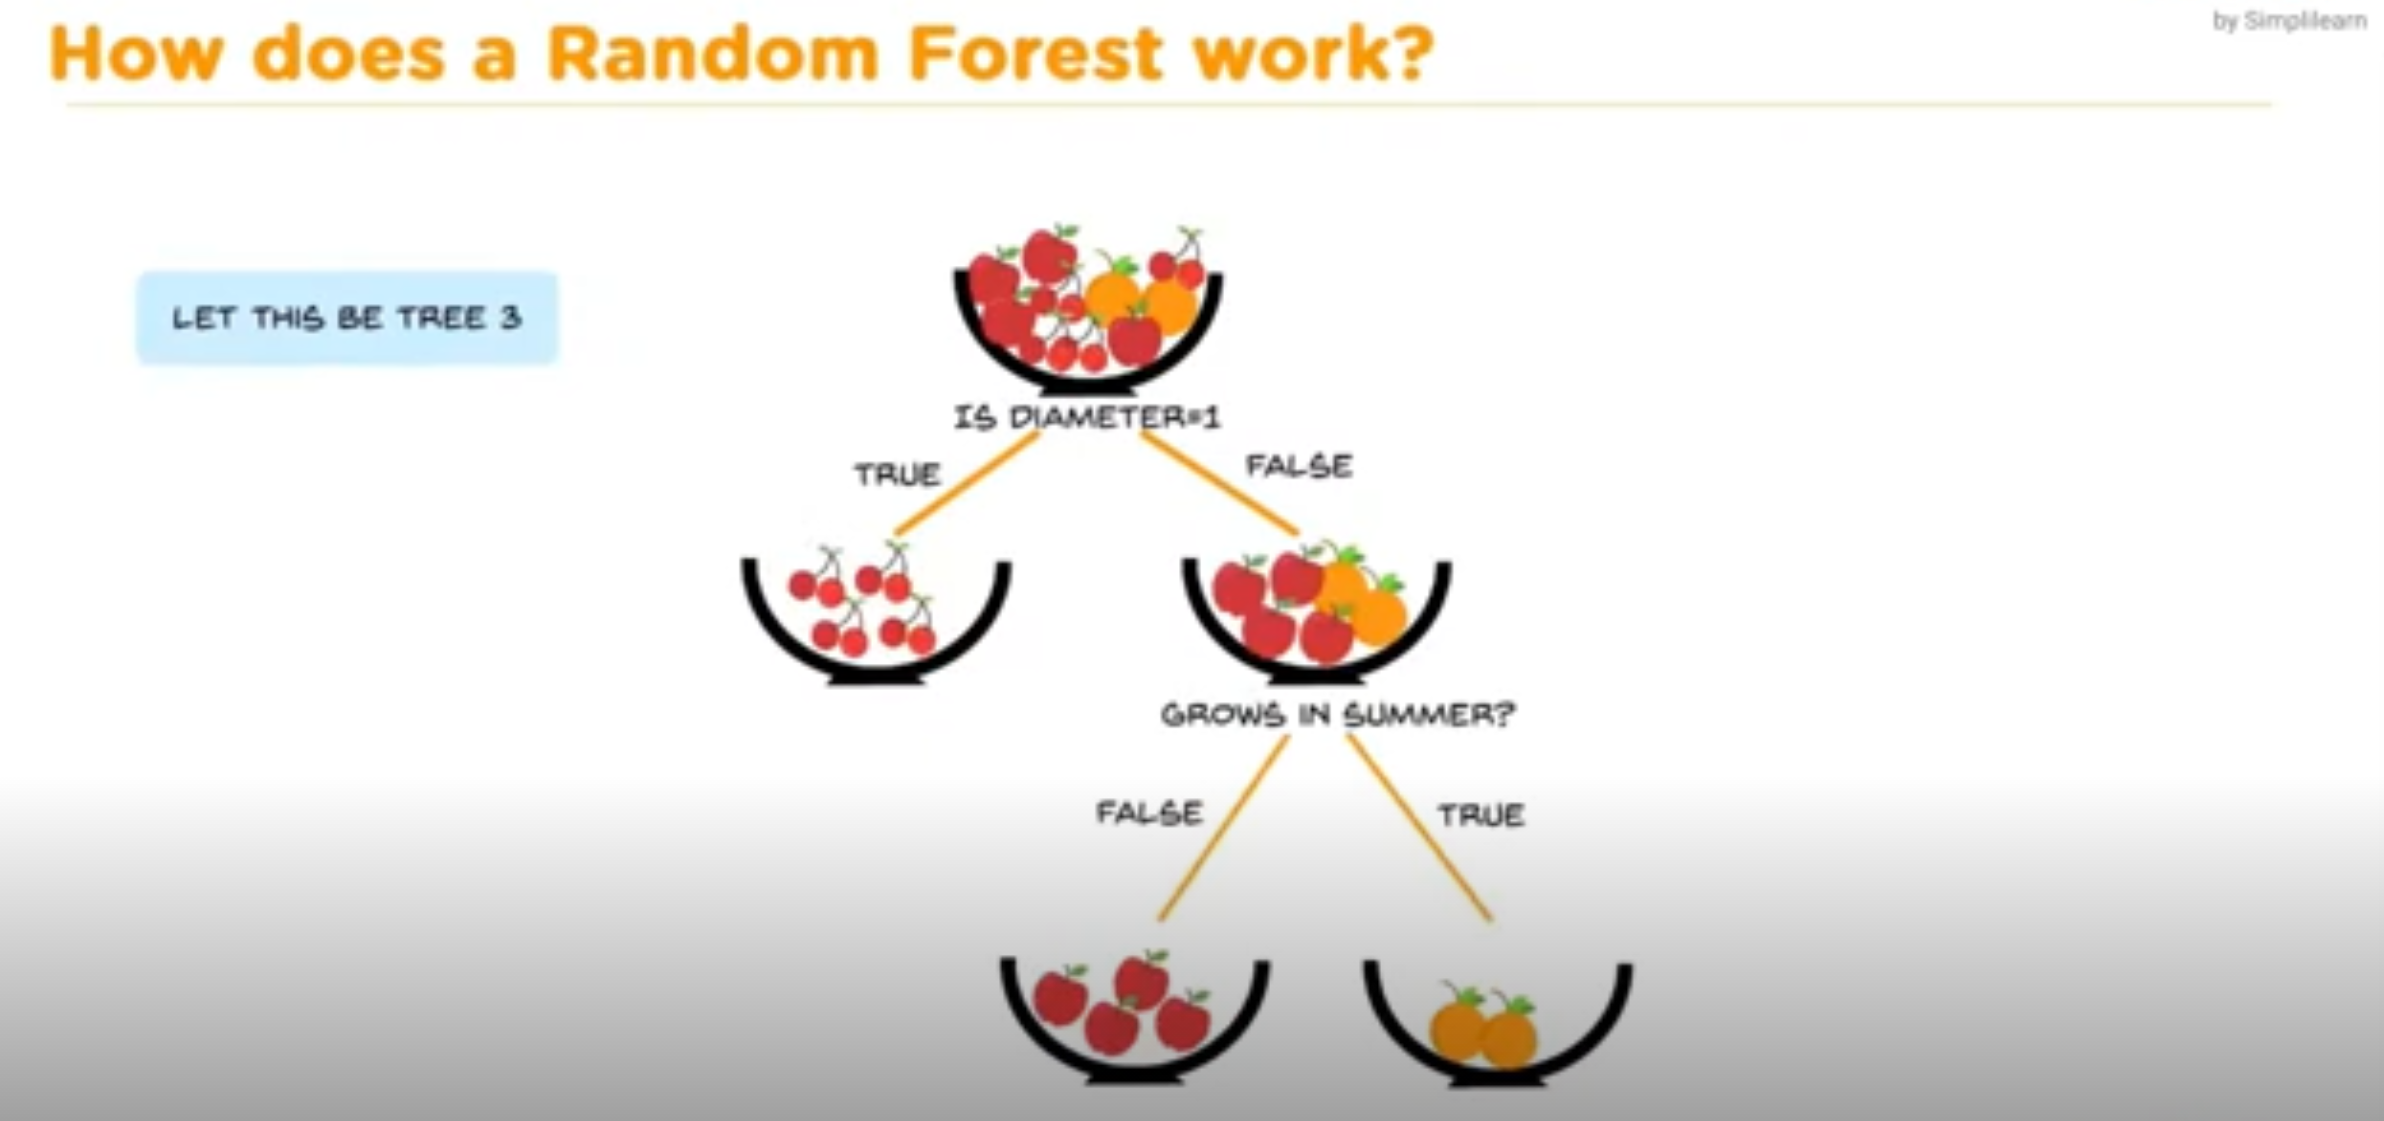 How does a Random Forest work?
by Simplilearn
LET THIS BE TREE 3
IS DIAMETER=1
TRUE
FALSE
GROWS IN SUMMER?
FALSE
TRUE